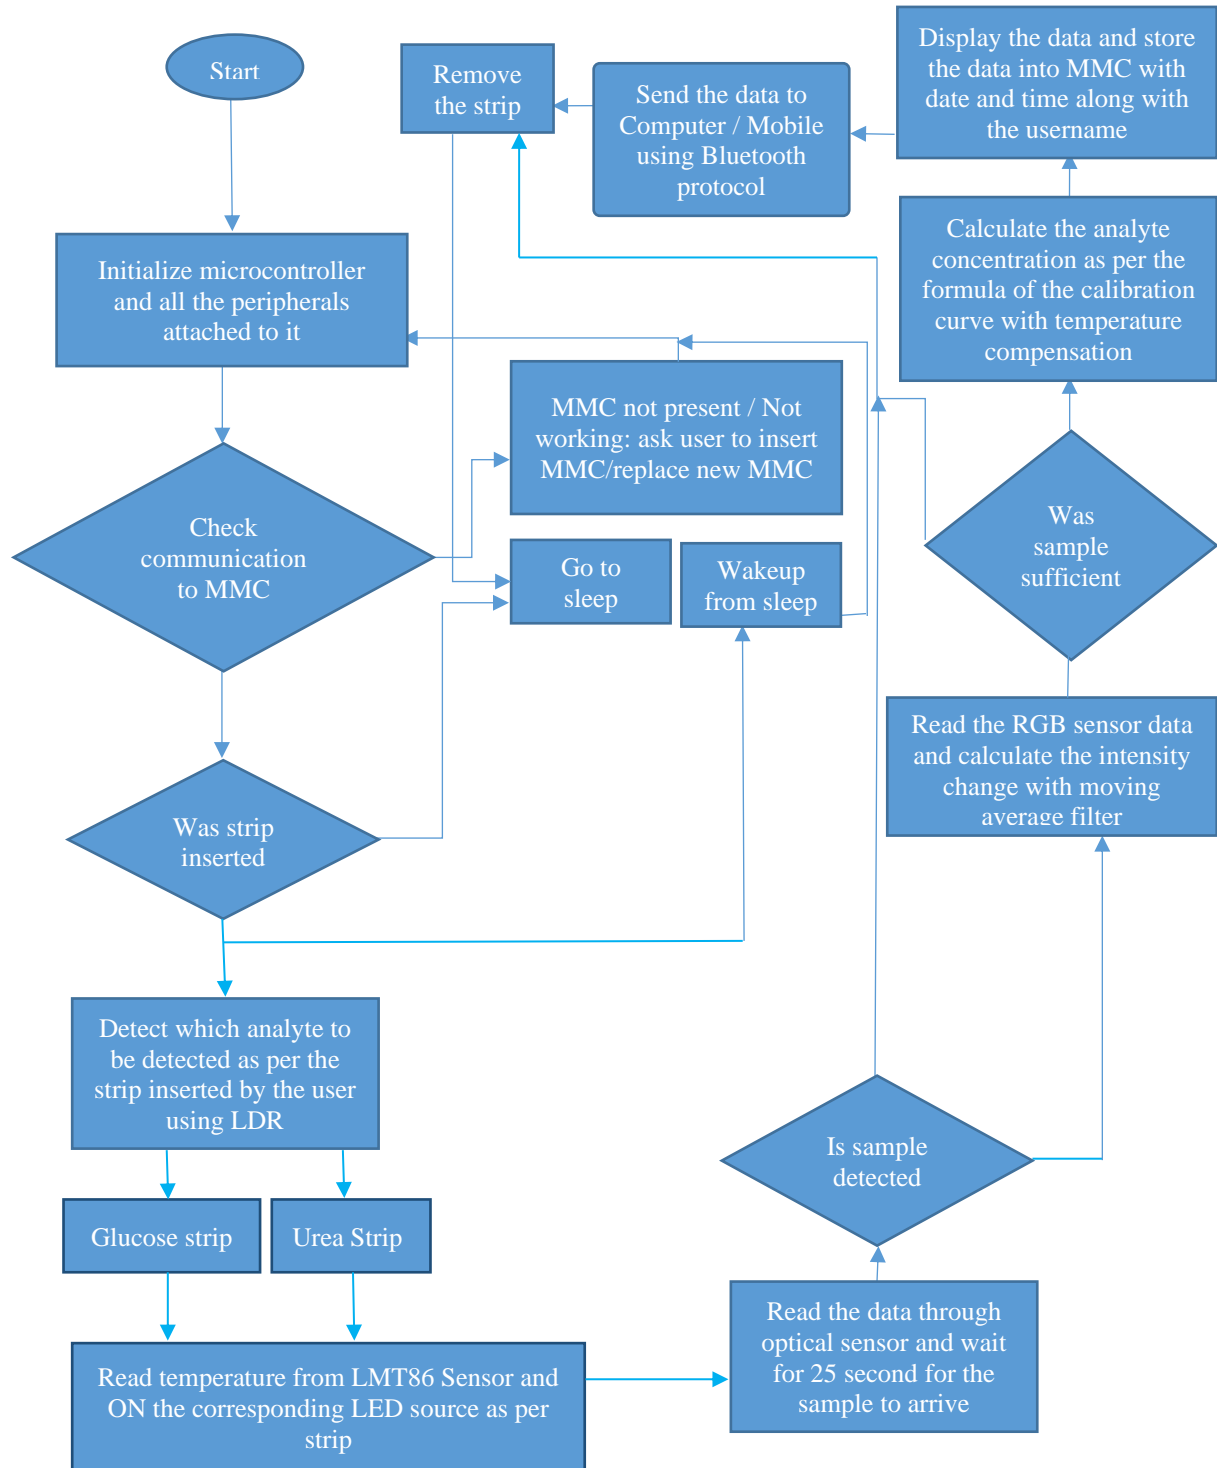 Start
Initialize microcontroller
and all the peripherals
attached to it
Check
communication
to MMC
MMC not present / Not
working: ask user to insert
MMC/replace new MMC
Was strip
inserted
Go to
sleep
Wakeup
from sleep
Detect which analyte to
be detected as per the
strip inserted by the user
using LDR
Glucose strip
Urea Strip
Read temperature from LMT86 Sensor and
ON the corresponding LED source as per
strip
Read the data through
optical sensor and wait
for 25 second for the
sample to arrive
Is sample
detected
Read the RGB sensor data
and calculate the intensity
change with moving
average filter
Was
sample
sufficient
Calculate the analyte
concentration as per the
formula of the calibration
curve with temperature
compensation
Display the data and store
the data into MMC with
date and time along with
the username
Send the data to
Computer / Mobile
using Bluetooth
protocol
Remove
the strip